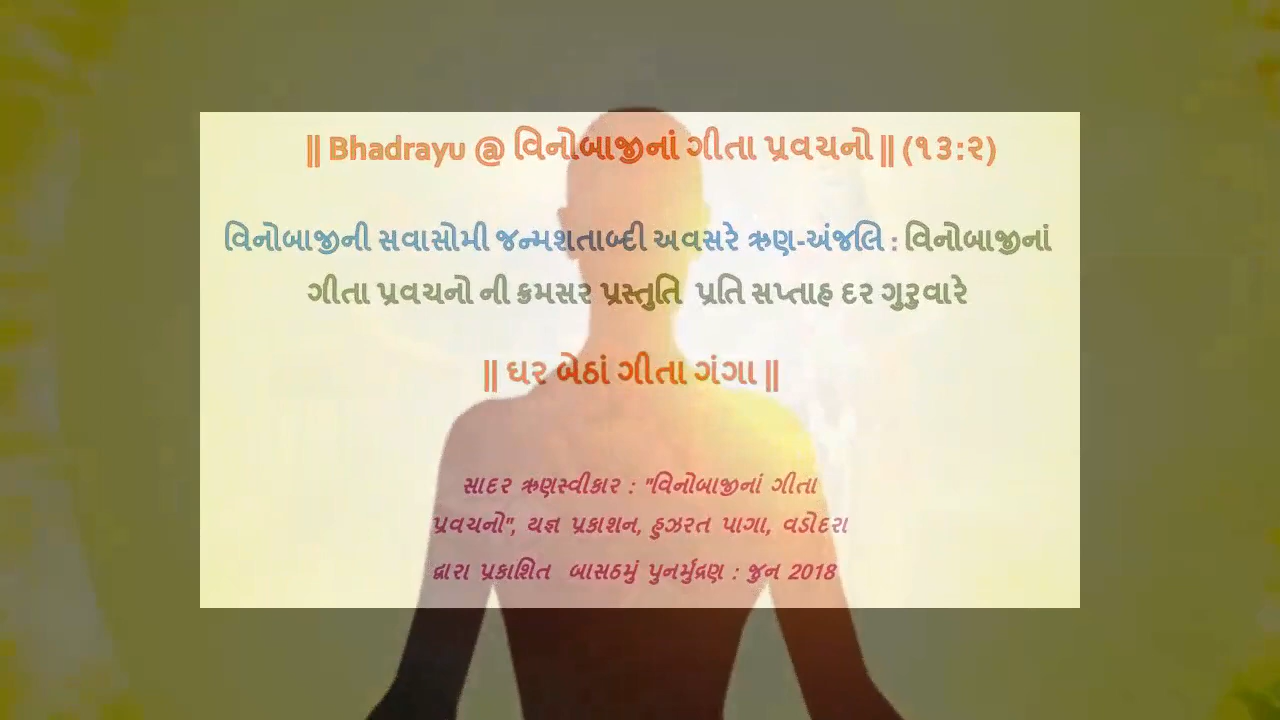 || Bhadrayu @ વિનોબાજીનાં ગીતા પ્રવચનો || (૧૩:૨)
વિનોબાજીની સવાસોમી જન્મશતાબ્દી અવસરે ઋણ-અંજલિ : વિનોબાજીનાં
ગીતા પ્રવચનો ની ક્રમસર પ્રસ્તુતિ પ્રતિ સપ્તાહ દર ગુરુવારે
|| ઘર બેઠાં ગીતા ગંગા ||
સાદર ઋણસ્વીકાર : "વિનોબાજીનાં ગીતા
પ્રવચનો", યજ્ઞ પ્રકાશન, હુઝરત પાગા, વડોદરા
દ્વારા પ્રકાશિત બાસઠમું પુનર્મુદ્રણ : જુન 2018